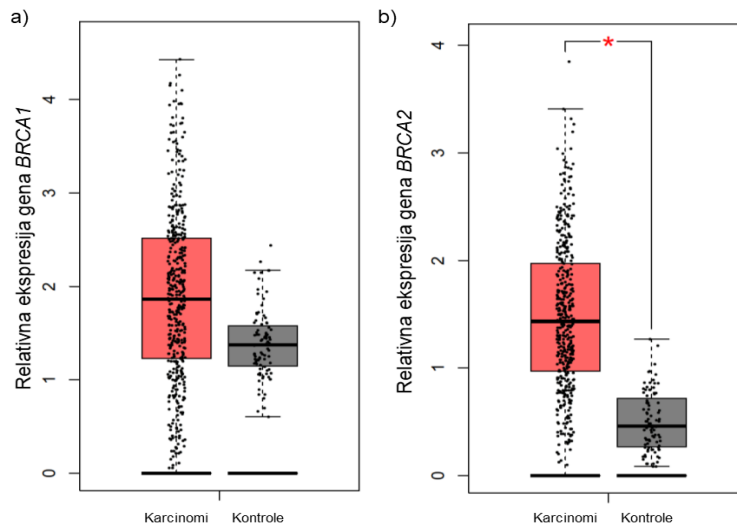 a)
Relativna ekspresija gena BRCA1
4
3
2
1
0
Karcinomi Kontrole
b)
Relativna ekspresija gena BRCA2
4
3
2
1
0
*
Karcinomi Kontrole